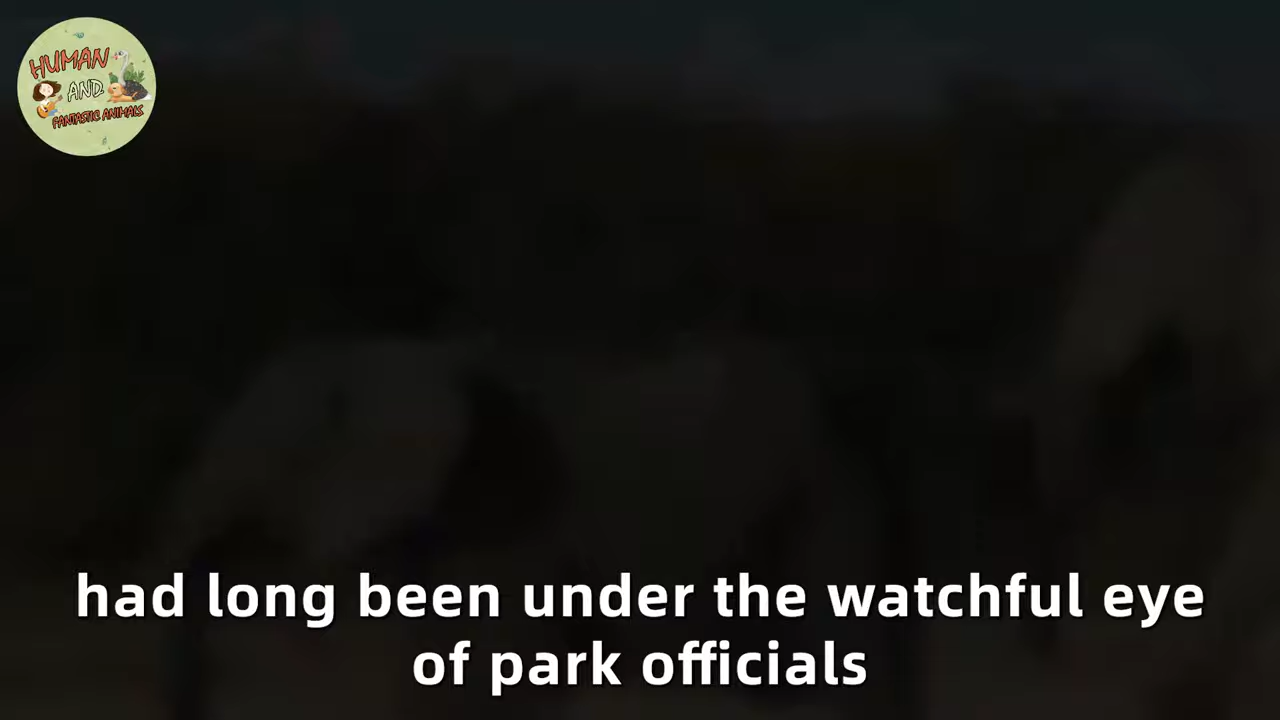 HUMAN
AND
FANTASTIC ANIMALS
had long been under the watchful eye
of park officials